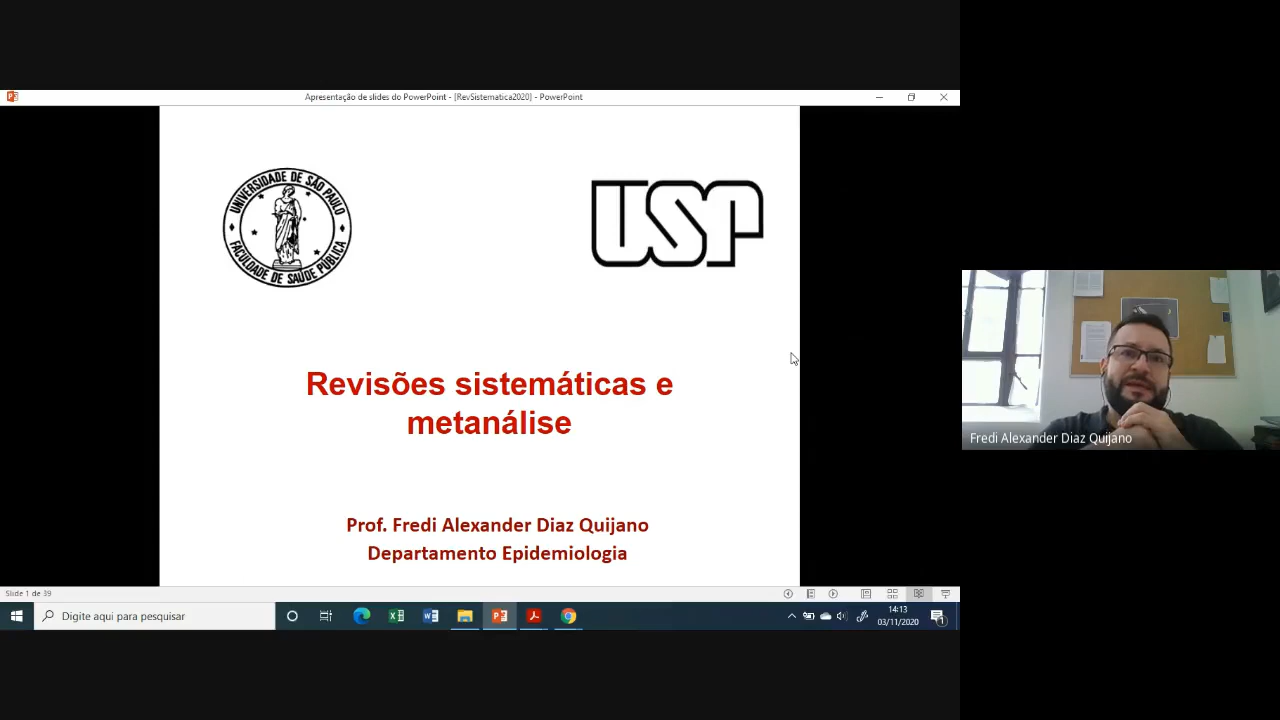 Apresentação de slides do PowerPoint - [RevSistematica2020] - PowerPoint
UNIVERSIDADE DE SÃO PAULO
FACULDADE DE SAÚDE PÚBLICA
USP
Revisões sistemáticas e
metanálise
Prof. Fredi Alexander Diaz Quijano
Departamento Epidemiologia
Fredi Alexander Diaz Quijano
Slide 1 de 39
Digite aqui para pesquisar
14:13
03/11/2020
1